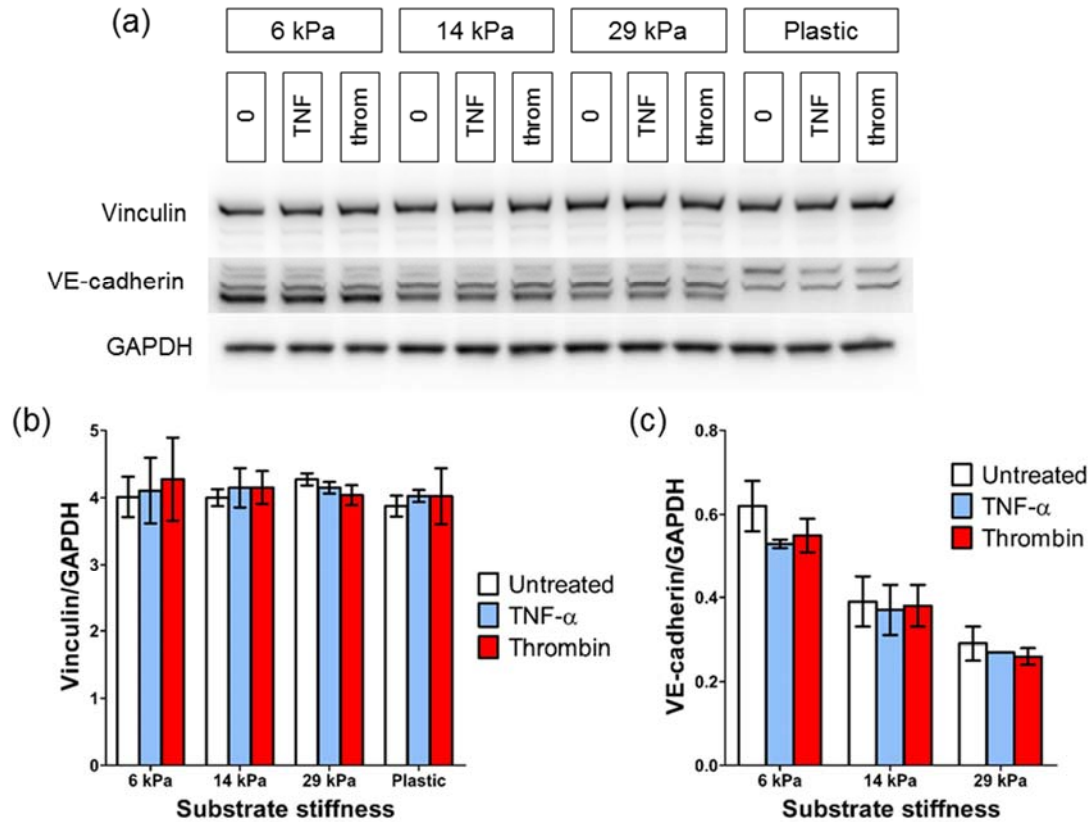 (a)
6 kPa 14 kPa 29 kPa Plastic
0 TNF throm 0 TNF throm 0 TNF throm 0 TNF throm
Vinculin
VE-cadherin
GAPDH
(b)
Vinculin/GAPDH
5
4
3
2
1
0
6 kPa 14 kPa 29 kPa Plastic
Substrate stiffness
Untreated
TNF-α
Thrombin
(c)
VE-cadherin/GAPDH
0.8
0.6
0.4
0.2
0.0
6 kPa 14 kPa 29 kPa
Substrate stiffness
Untreated
TNF-α
Thrombin